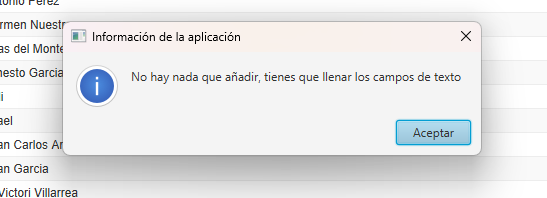 Información de la aplicación
No hay nada que añadir, tienes que llenar los campos de texto
Aceptar
tonio Perez
armen Nuestr
as del Monte
nesto Garcia
i
ael
an Carlos Ar
an Garcia
Victori Villarrea